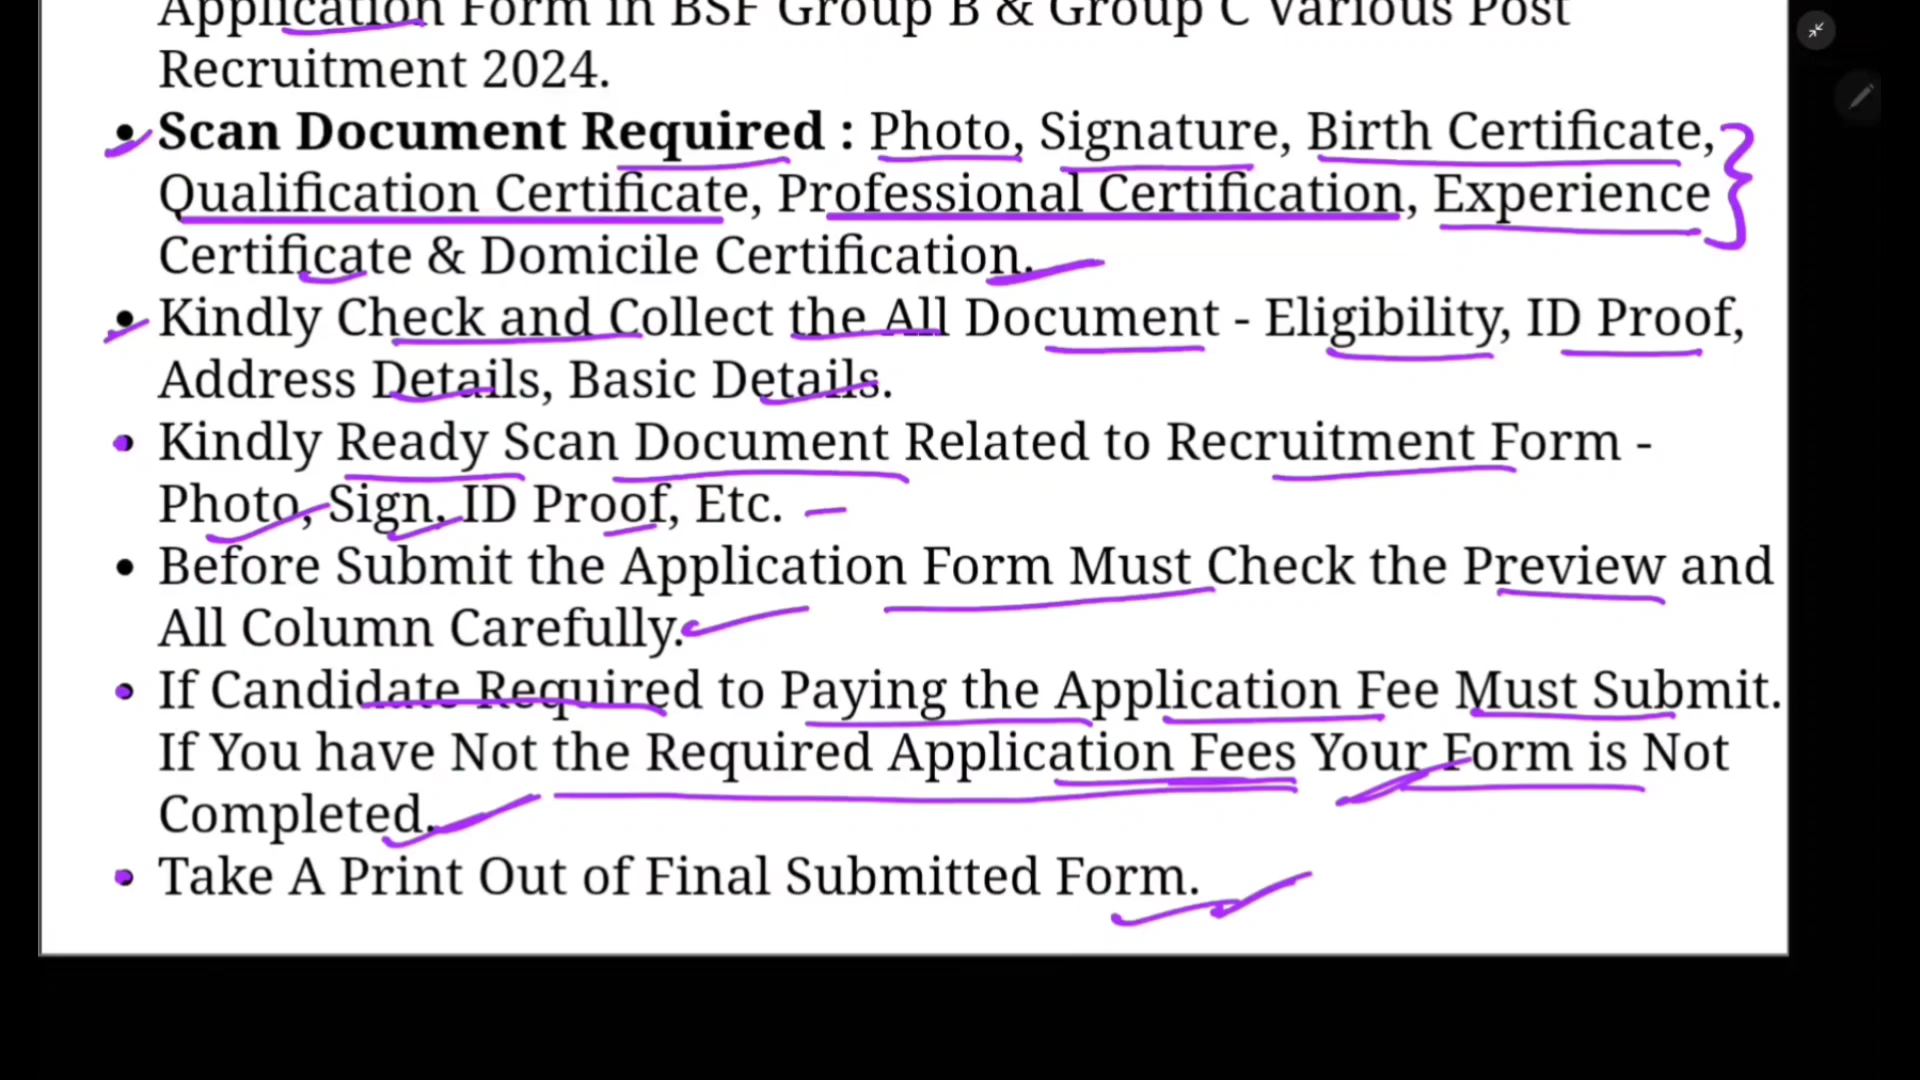 Application Form in BSF Group B & Group C Various Post
Recruitment 2024.
• Scan Document Required : Photo, Signature, Birth Certificate,
Qualification Certificate, Professional Certification, Experience
Certificate & Domicile Certification.
• Kindly Check and Collect the All Document - Eligibility, ID Proof,
Address Details, Basic Details.
• Kindly Ready Scan Document Related to Recruitment Form -
Photo, Sign, ID Proof, Etc.
• Before Submit the Application Form Must Check the Preview and
All Column Carefully.
• If Candidate Required to Paying the Application Fee Must Submit.
If You have Not the Required Application Fees Your Form is Not
Completed.
• Take A Print Out of Final Submitted Form.